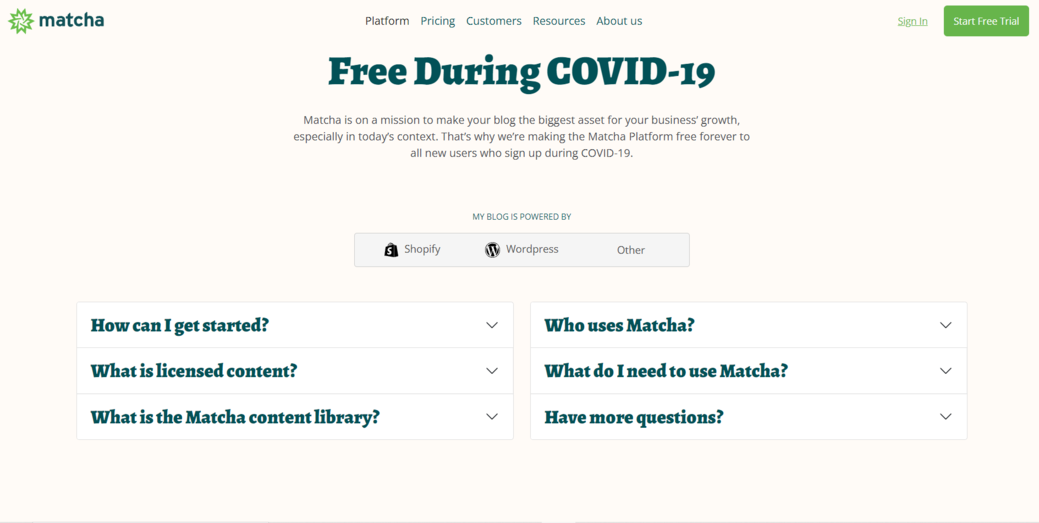 matcha
Platform Pricing Customers Resources About us
Sign In
Start Free Trial
Free During COVID-19
Matcha is on a mission to make your blog the biggest asset for your business’ growth,
especially in today's context. That's why we're making the Matcha Platform free forever to
all new users who sign up during COVID-19.
MY BLOG IS POWERED BY
Shopify Wordpress Other
How can I get started?
What is licensed content?
What is the Matcha content library?
Who uses Matcha?
What do I need to use Matcha?
Have more questions?